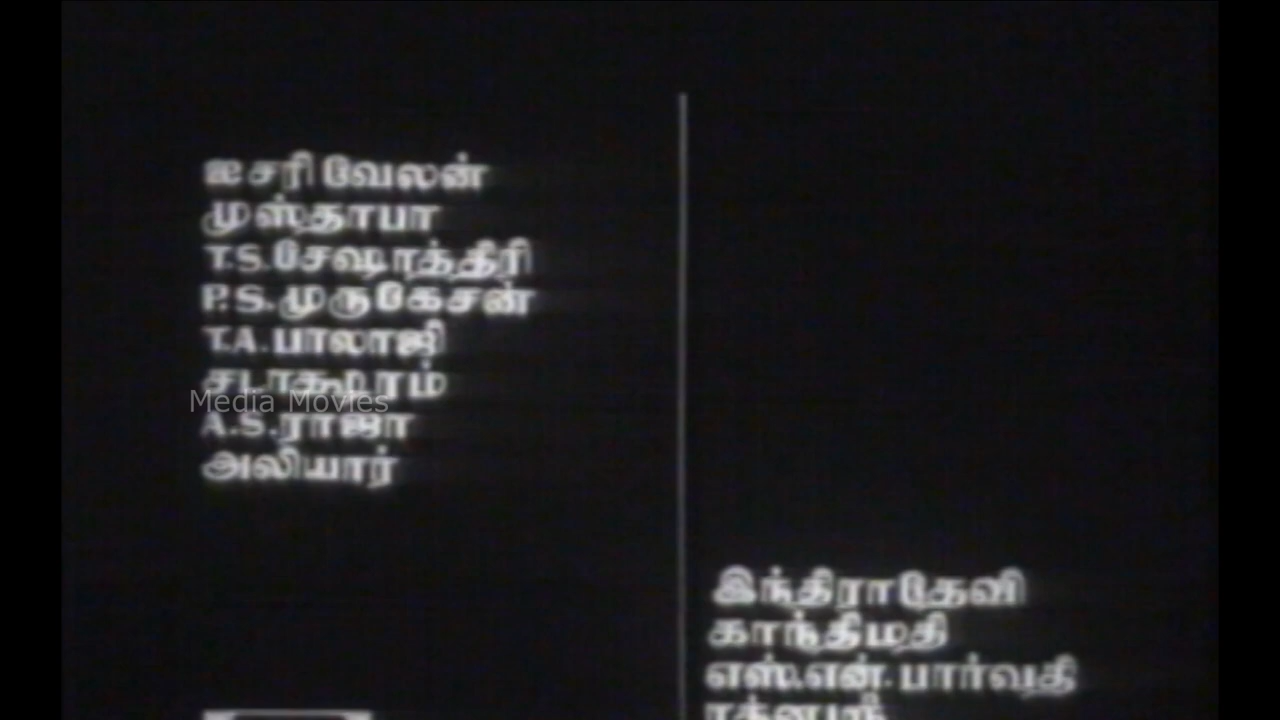 ஐசரி வேலன்
முஸ்தாபா
T.S.சேஷாத்திரி
P.S.முருகேசன்
T.A.பாலாஜி
Media Movies
A.S.ராஜா
அலியார்
இந்திராதேவி
காந்திமதி
எஸ்.என்.பார்வதி